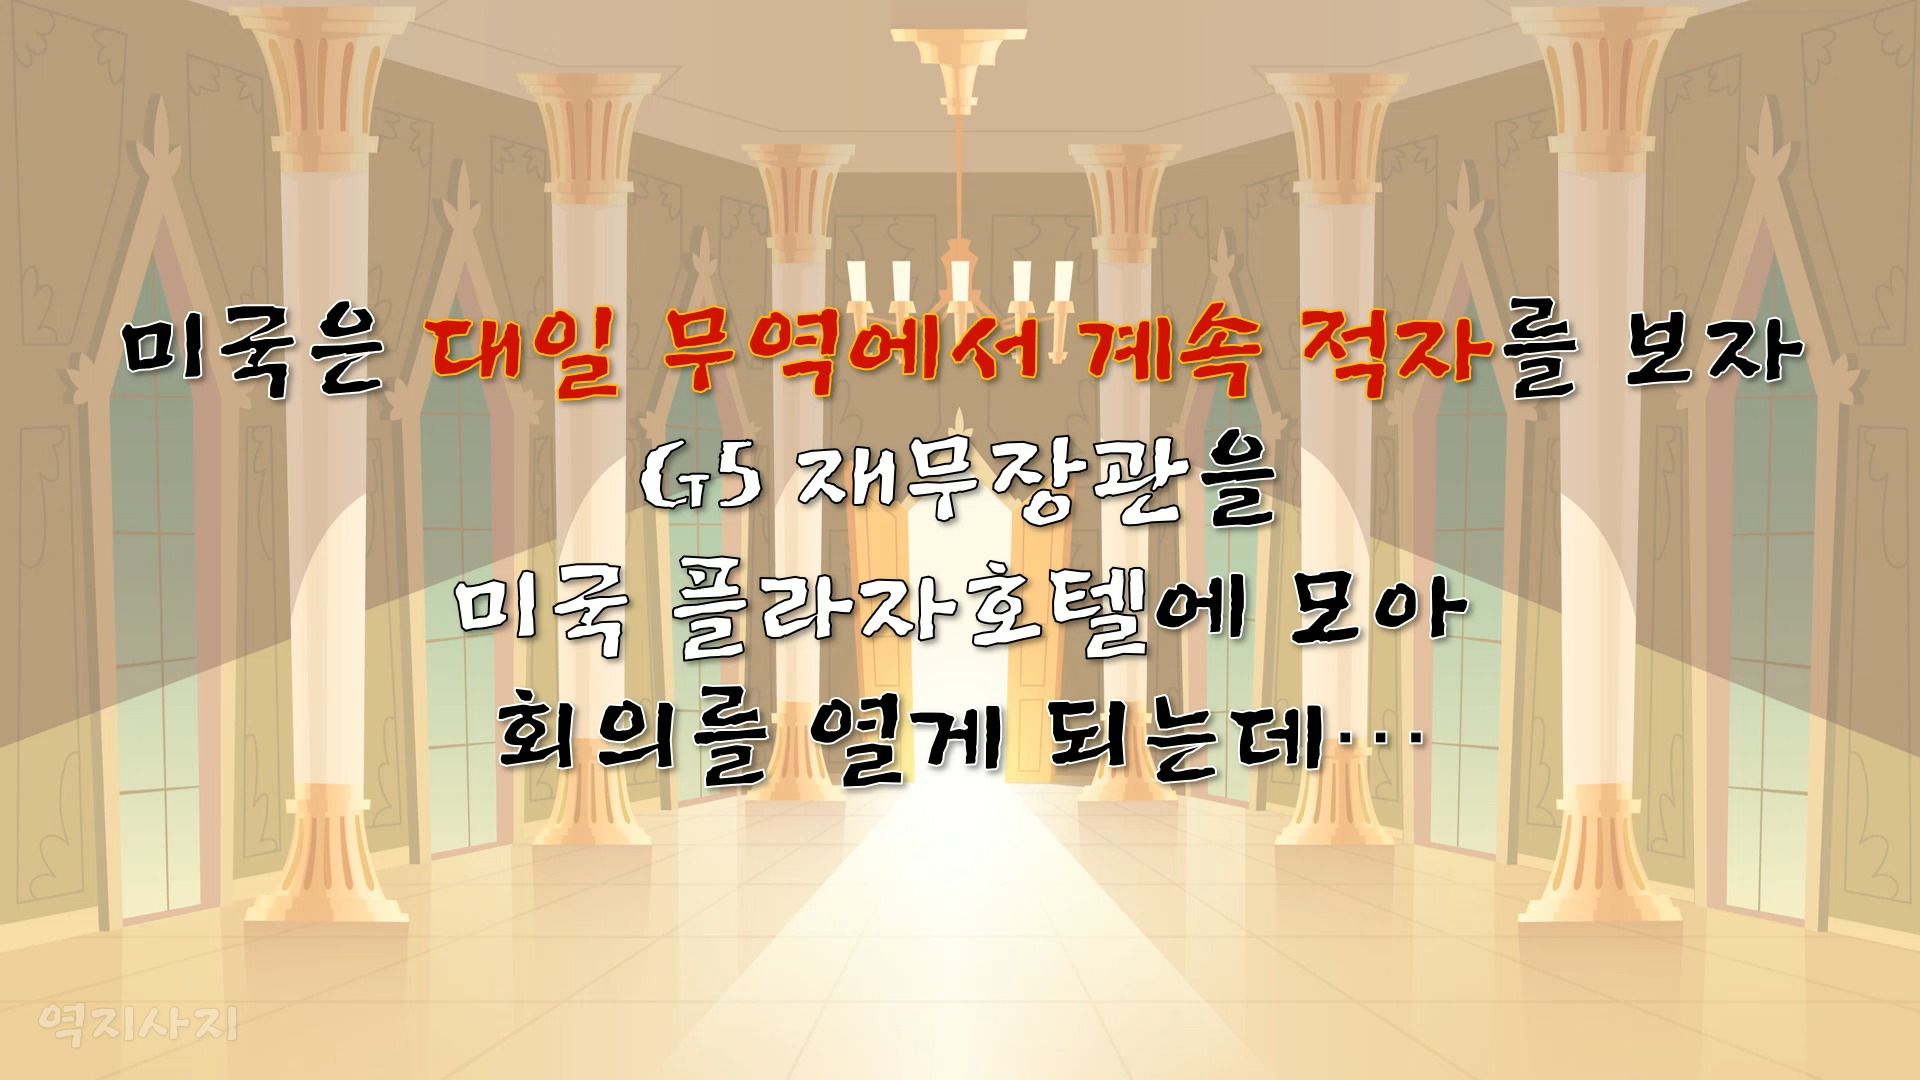 미국은 대일 무역에서 계속 적자를 보자
G5 재무장관을
미국 플라자호텔에 모아
회의를 열게 되는데…
역지사지